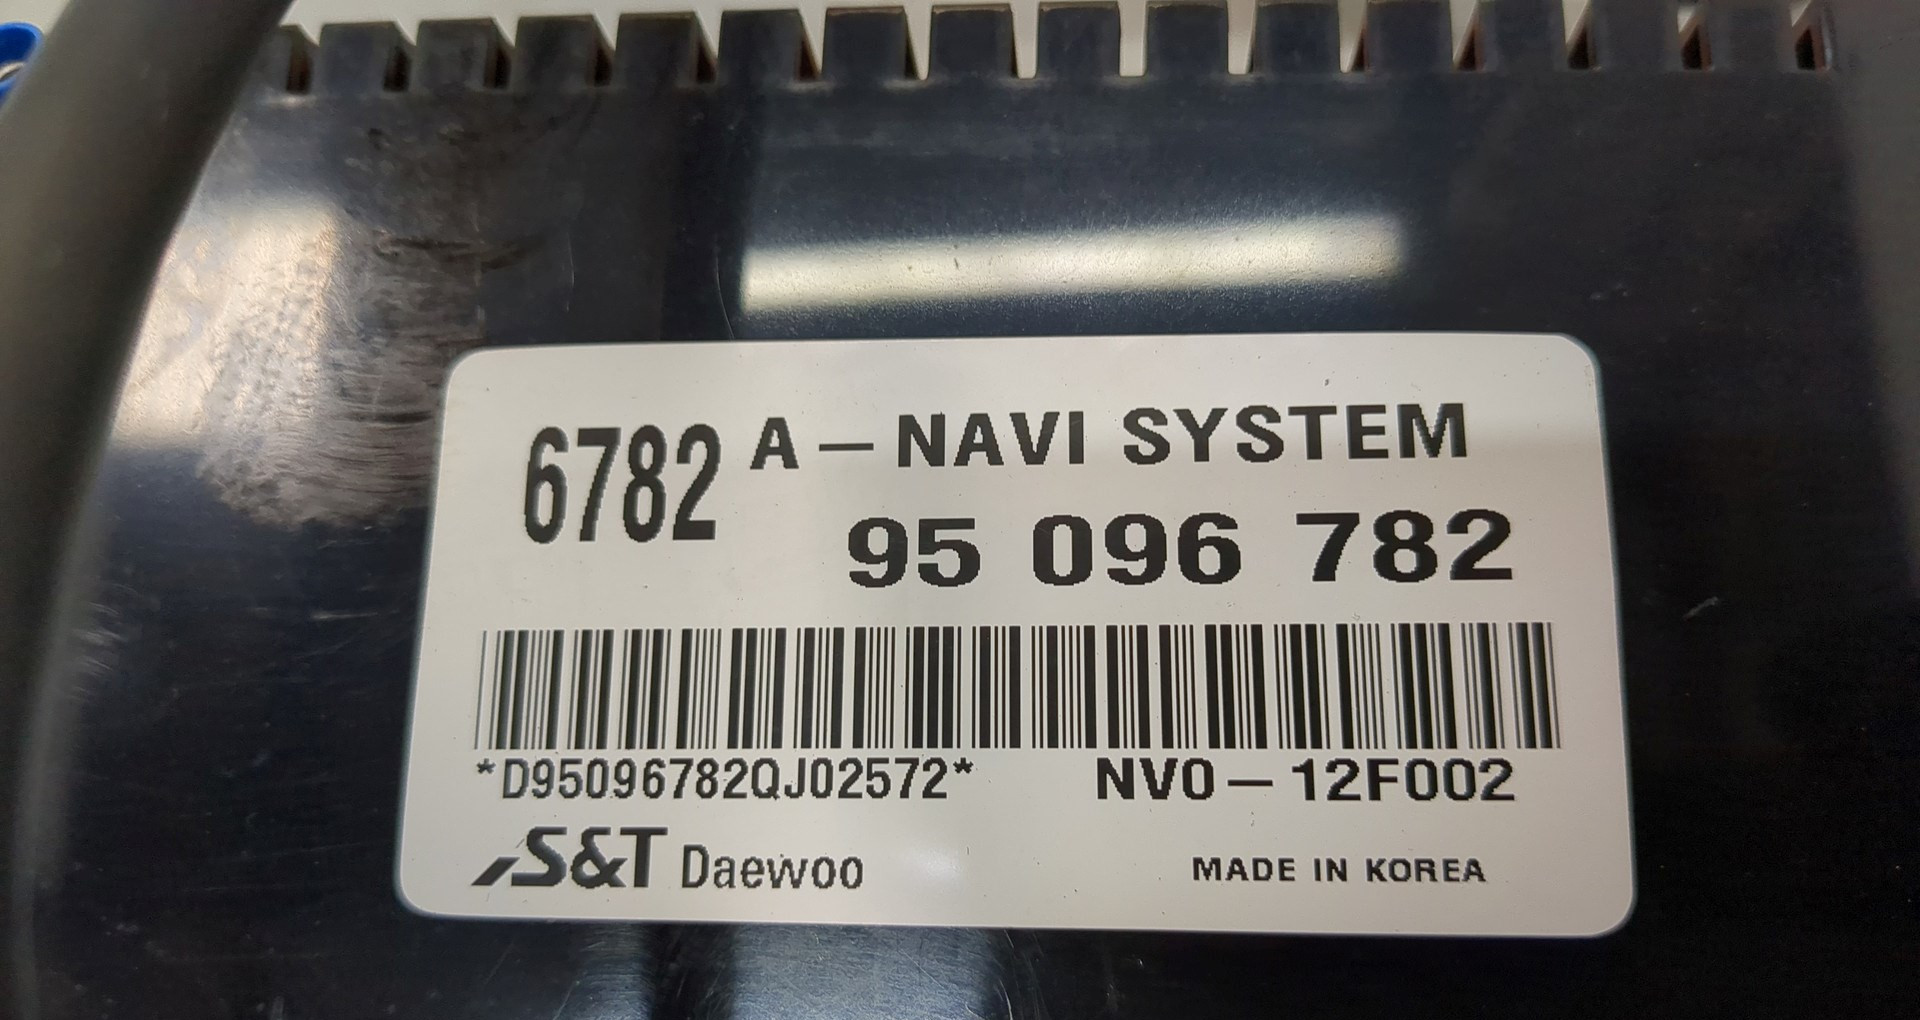 6782 A-NAVI SYSTEM
95 096 782
*D95096782QJ02572* NV0-12F002
S&T Daewoo MADE IN KOREA